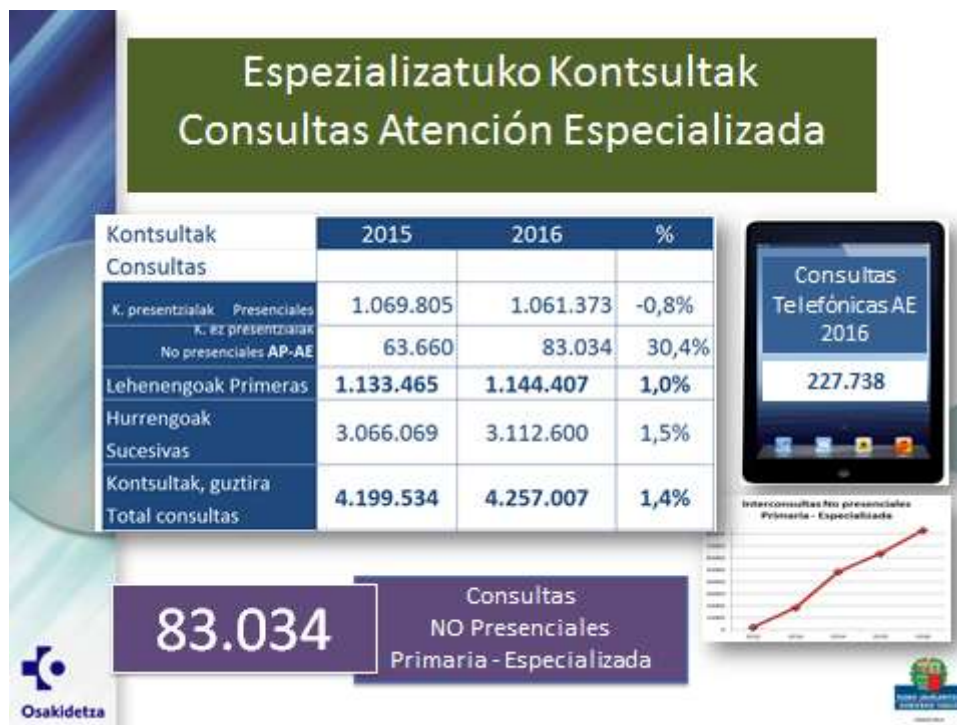 Espezializatuko Kontsultak
Consultas Atención Especializada
Kontsultak 2015 2016 %
Consultas
K. presentzialak Presenciales 1.069.805 1.061.373 -0,8%
K. ez presentzialak
No presenciales AP-AE 63.660 83.034 30,4%
Lehenengoak Primeras 1.133.465 1.144.407 1,0%
Hurrengoak
Sucesivas 3.066.069 3.112.600 1,5%
Kontsultak, guztira
Total consultas 4.199.534 4.257.007 1,4%
Consultas
Telefónicas AE
2016
227.738
Interconsultas No presenciales
Primaria - Especializada
83.034
Consultas
NO Presenciales
Primaria - Especializada
Osakidetza